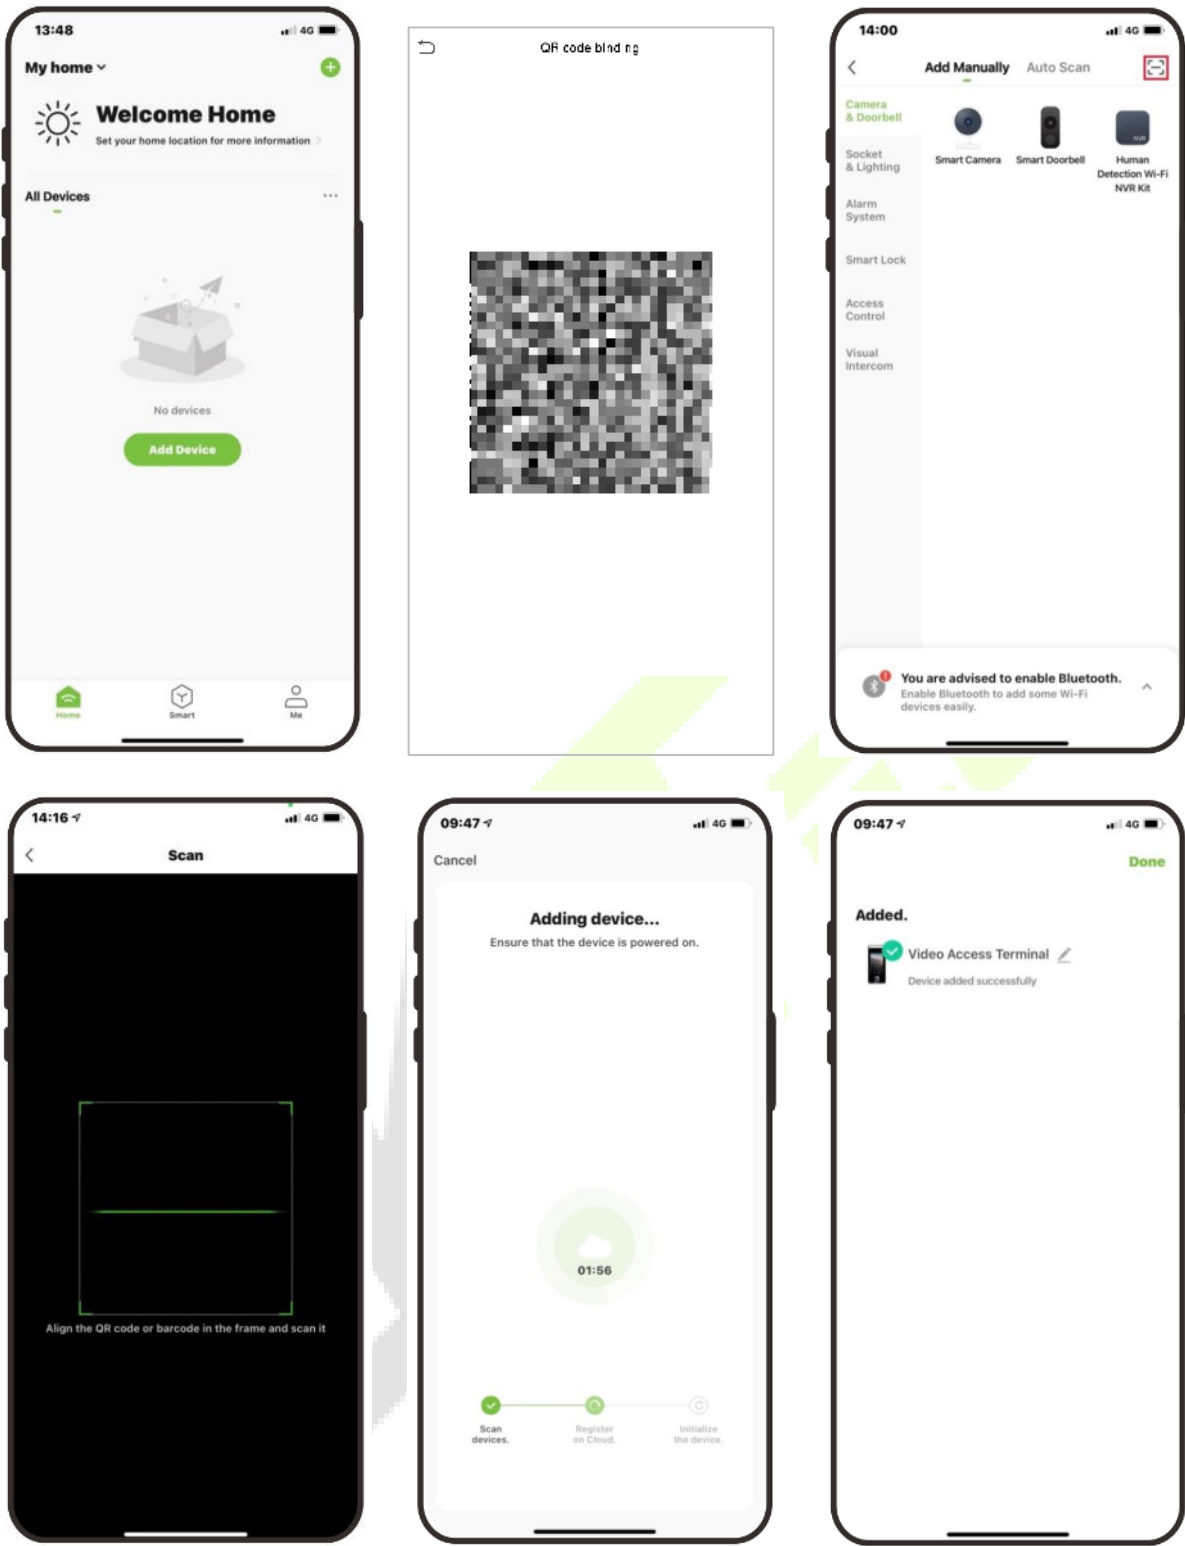 13:48
4G
My home
Welcome Home
Set your home location for more information
All Devices
No devices
Add Device
Home
Smart
Me
QR code bind ng
14:00
4G
Add Manually
Auto Scan
Camera
& Doorbell
Socket
& Lighting
Alarm
System
Smart Lock
Access
Control
Visual
Intercom
Smart Camera
Smart Doorbell
NVR
Human
Detection Wi-Fi
NVR Kit
You are advised to enable Bluetooth.
Enable Bluetooth to add some Wi-Fi
devices easily.
14:16
4G
Scan
Align the QR code or barcode in the frame and scan it
09:47
4G
Cancel
Adding device...
Ensure that the device is powered on.
01:56
Scan
devices.
Register
on Cloud.
Initialize
the device.
09:47
4G
Done
Added.
Video Access Terminal
Device added successfully